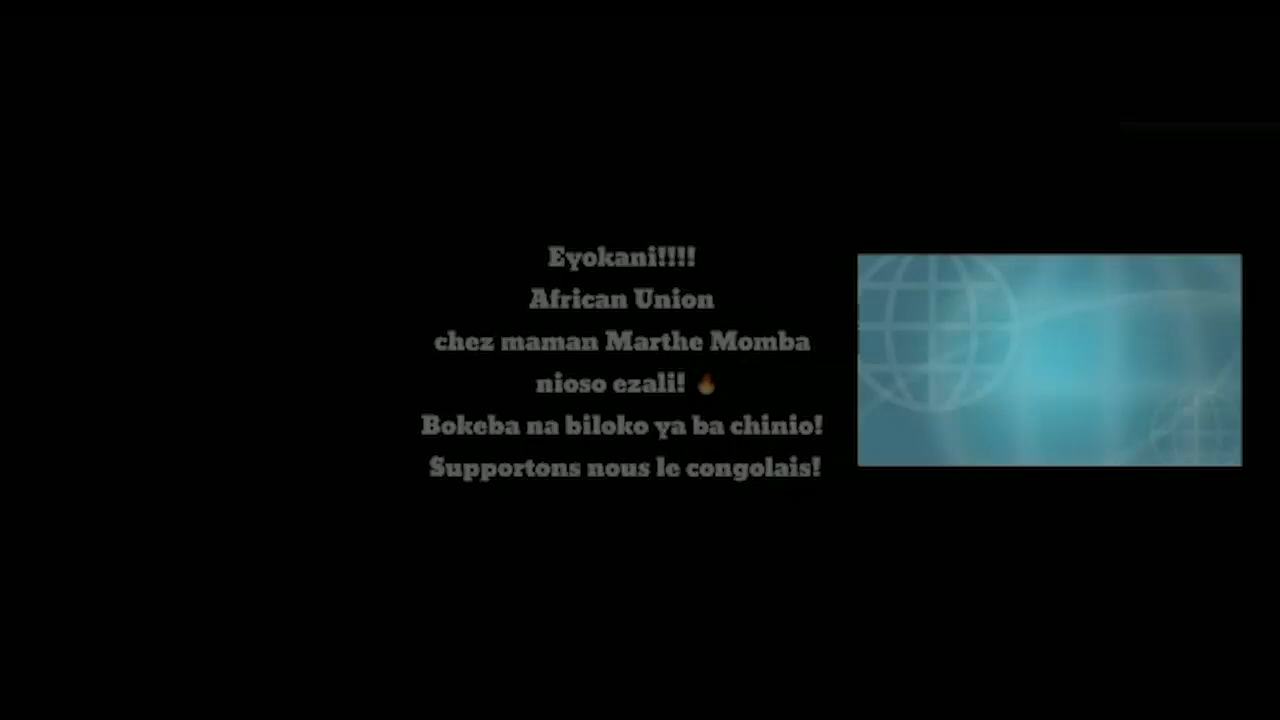 Eyokani!!!!
African Union
chez maman Marthe Momba
nioso ezali! 🔥
Bokeba na biloko ya ba chinio!
Supportons nous le congolais!